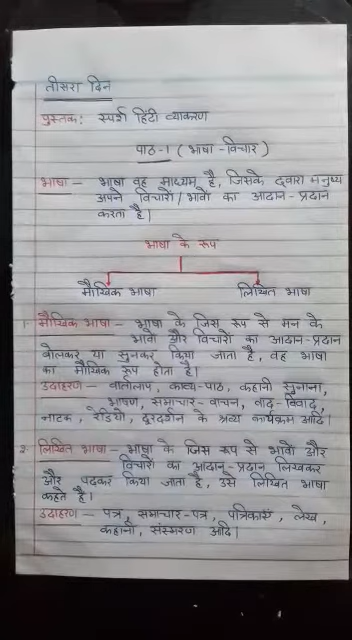 तीसरा दिन
पुस्तक: स्पर्श हिंदी व्याकरण
पाठ-1 (भाषा-विचार)
भाषा — भाषा वह माध्यम है, जिसके द्वारा मनुष्य
अपने विचारों/भावों का आदान-प्रदान
करता है।
भाषा के रूप
मौखिक भाषा लिखित भाषा
1. मौखिक भाषा — भाषा के जिस रूप से मन के
भावों और विचारों का आदान-प्रदान
बोलकर या सुनकर किया जाता है, वह भाषा
का मौखिक रूप होता है।
उदाहरण — वार्तालाप, काव्य-पाठ, कहानी सुनाना,
भाषण, समाचार-वाचन, वाद-विवाद,
नाटक, रेडियो, दूरदर्शन के श्रव्य कार्यक्रम आदि।
2. लिखित भाषा — भाषा के जिस रूप से भावों और
विचारों का आदान-प्रदान लिखकर
और पढ़कर किया जाता है, उसे लिखित भाषा
कहते है।
उदाहरण — पत्र, समाचार-पत्र, पत्रिकाएँ, लेख,
कहानी, संस्मरण आदि।